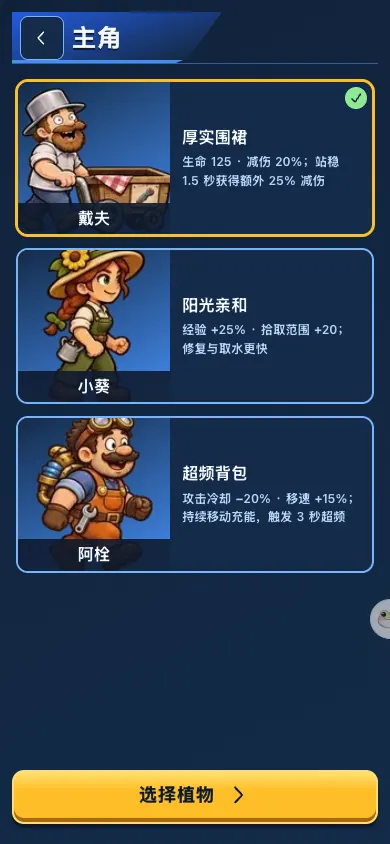 主角
厚实围裙
生命 125 · 减伤 20%；站稳
1.5 秒获得额外 25% 减伤
戴夫
阳光亲和
经验 +25% · 拾取范围 +20；
修复与取水更快
小葵
超频背包
攻击冷却 −20% · 移速 +15%；
持续移动充能，触发 3 秒超频
阿栓
选择植物